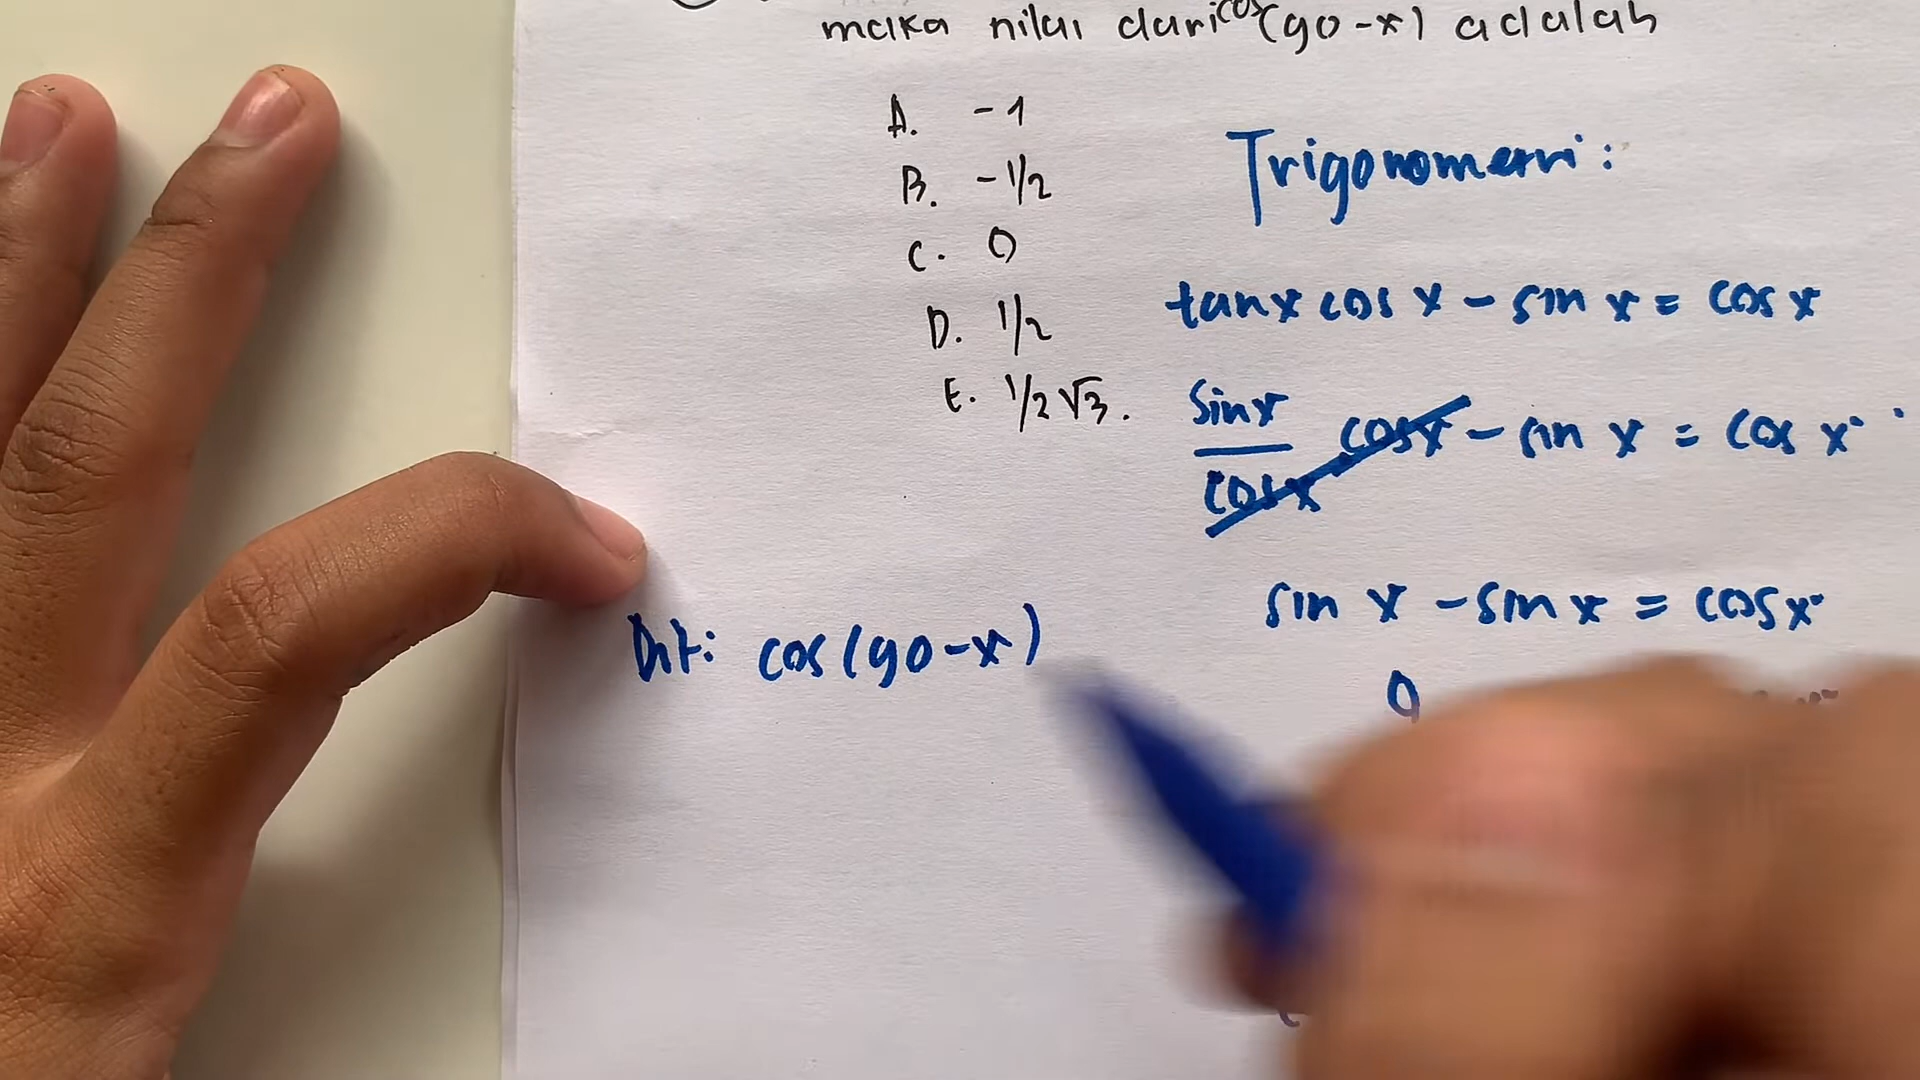 maka nilai dari cos(90-x) adalah
A. -1
B. -1/2
C. 0
D. 1/2
E. 1/2 √3.
Trigonometri:
tan x cos x - sin x = cos x
sin x / cos x cos x - sin x = cos x
sin x - sin x = cos x
0
Dit: cos(90-x)